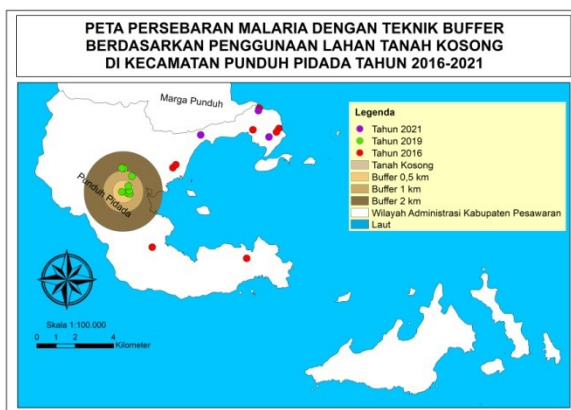 PETA PERSEBARAN MALARIA DENGAN TEKNIK BUFFER
BERDASARKAN PENGGUNAAN LAHAN TANAH KOSONG
DI KECAMATAN PUNDUH PIDADA TAHUN 2016-2021
Marga Punduh
Legenda
Tahun 2021
Tahun 2019
Tahun 2016
Tanah Kosong
Buffer 0,5 km
Buffer 1 km
Buffer 2 km
Wilayah Administrasi Kabupaten Pesawaran
Laut
Punduh Pidada
Skala 1:100.000
0 1 2 4
Kilometer